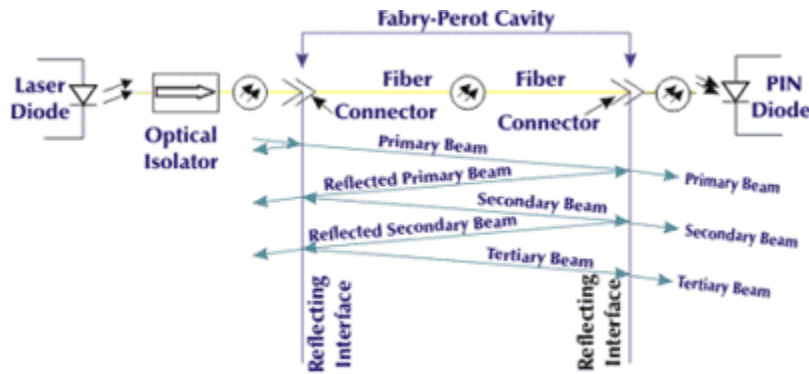 Fabry-Perot Cavity
Laser
Diode
Optical
Isolator
Fiber
Fiber
Connector
Connector
PIN
Diode
Primary Beam
Primary Beam
Reflected Primary Beam
Secondary Beam
Secondary Beam
Reflected Secondary Beam
Tertiary Beam
Tertiary Beam
Reflecting
Interface
Reflecting
Interface